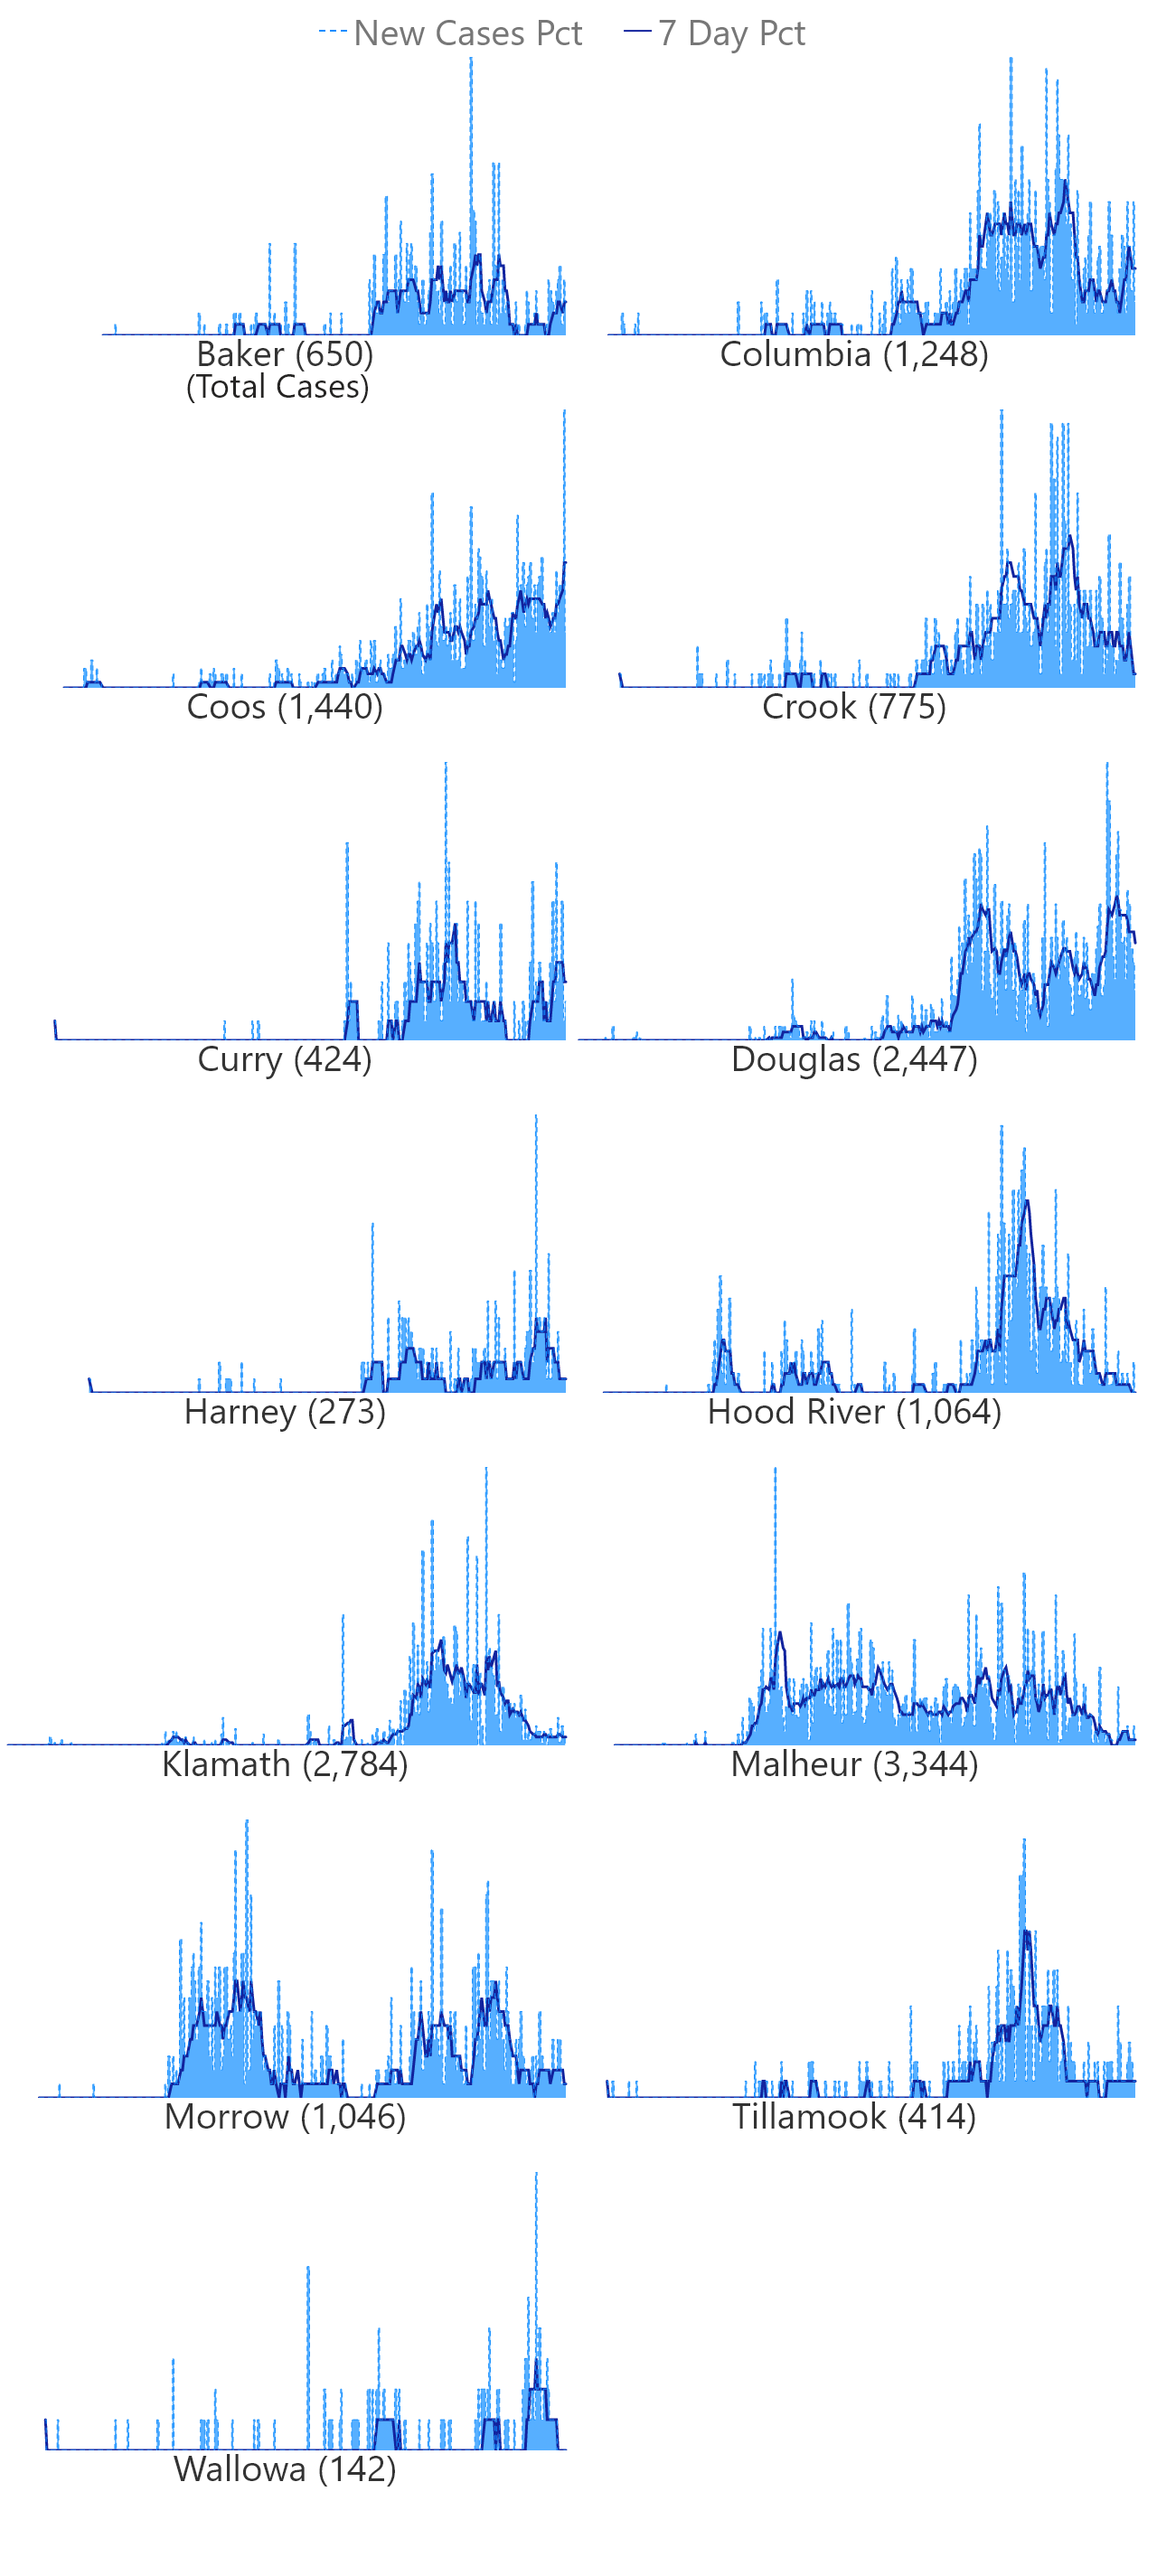 New Cases Pct 7 Day Pct
Baker (650) Columbia (1,248)
(Total Cases)
Coos (1,440) Crook (775)
Curry (424) Douglas (2,447)
Harney (273) Hood River (1,064)
Klamath (2,784) Malheur (3,344)
Morrow (1,046) Tillamook (414)
Wallowa (142)